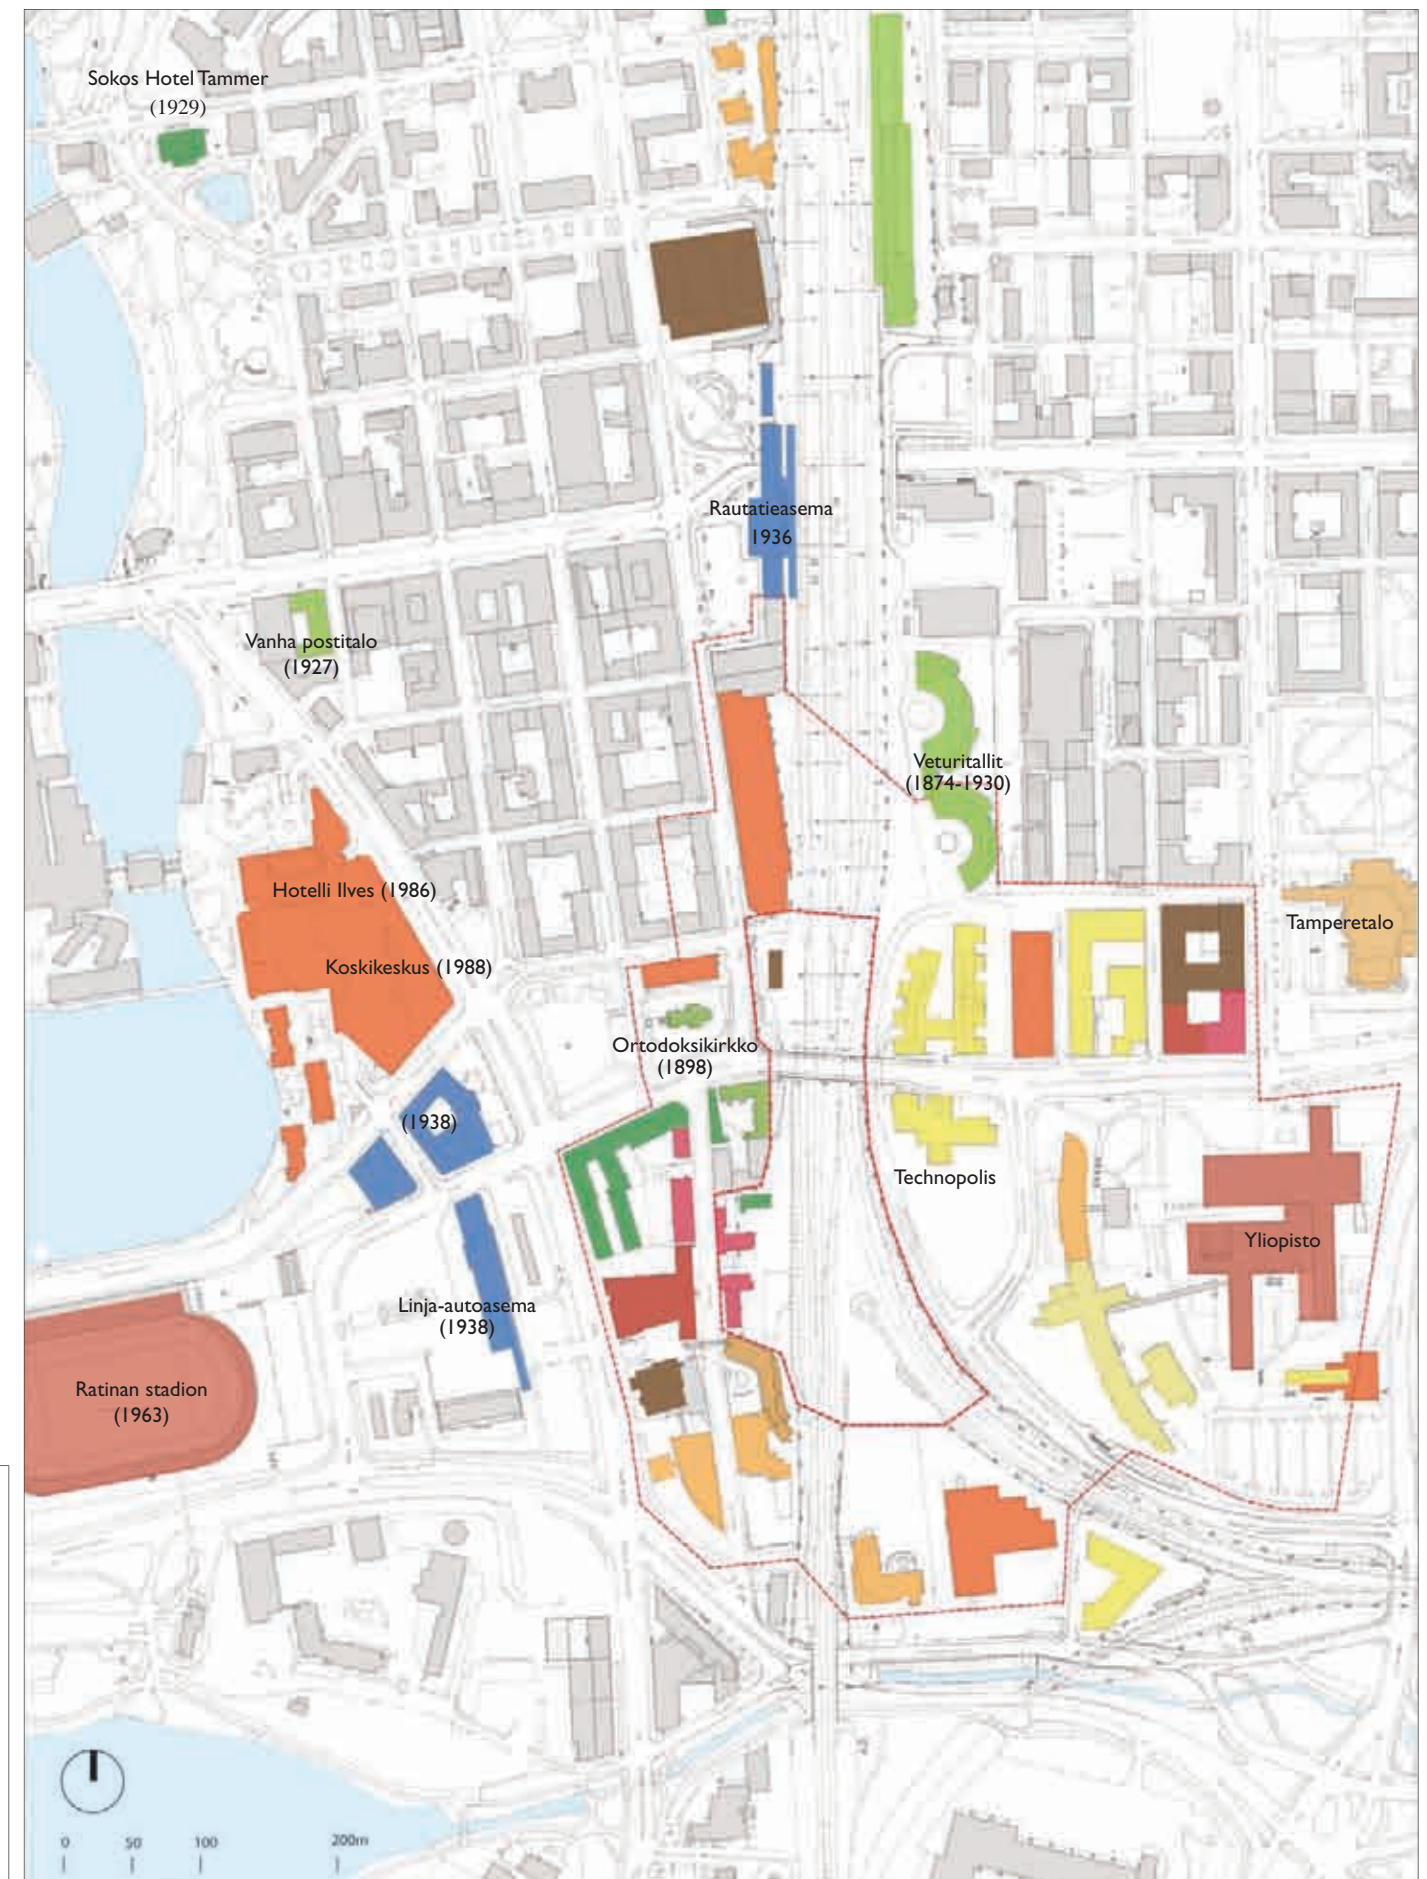 Sokos Hotel Tammer
(1929)
Rautatieasema
1936
Vanha postitalo
(1927)
Veturitallit
(1874-1930)
Hotelli Ilves (1986)
Tamperetalo
Koskikeskus (1988)
Ortodoksikirkko
(1898)
(1938)
Technopolis
Yliopisto
Linja-autoasema
(1938)
Ratinan stadion
(1963)
0 50 100 200m